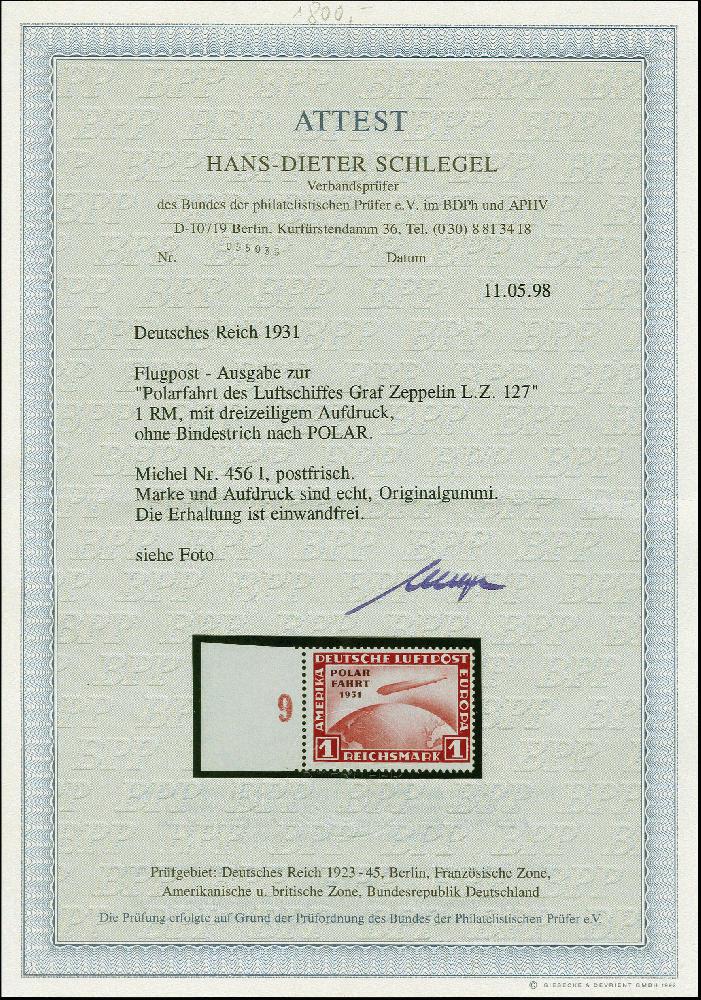 1800,-
ATTEST
HANS-DIETER SCHLEGEL
Verbandsprüfer
des Bundes der philatelistischen Prüfer e.V. im BDPh und APHV
D-10719 Berlin, Kurfürstendamm 36, Tel. (030) 8 81 34 18
Nr. Datum
11.05.98
Deutsches Reich 1931
Flugpost - Ausgabe zur
"Polarfahrt des Luftschiffes Graf Zeppelin L.Z. 127"
1 RM, mit dreizeiligem Aufdruck,
ohne Bindestrich nach POLAR.
Michel Nr. 456 I, postfrisch.
Marke und Aufdruck sind echt, Originalgummi.
Die Erhaltung ist einwandfrei.
siehe Foto
9
DEUTSCHE LUFTPOST
AMERIKA
EUROPA
POLAR
FAHRT
1931
1 REICHSMARK 1
Prüfgebiet: Deutsches Reich 1923-45, Berlin, Französische Zone,
Amerikanische u. britische Zone, Bundesrepublik Deutschland
Die Prüfung erfolgte auf Grund der Prüfordnung des Bundes der Philatelistischen Prüfer e.V.
© GIESECKE & DEVRIENT GMBH